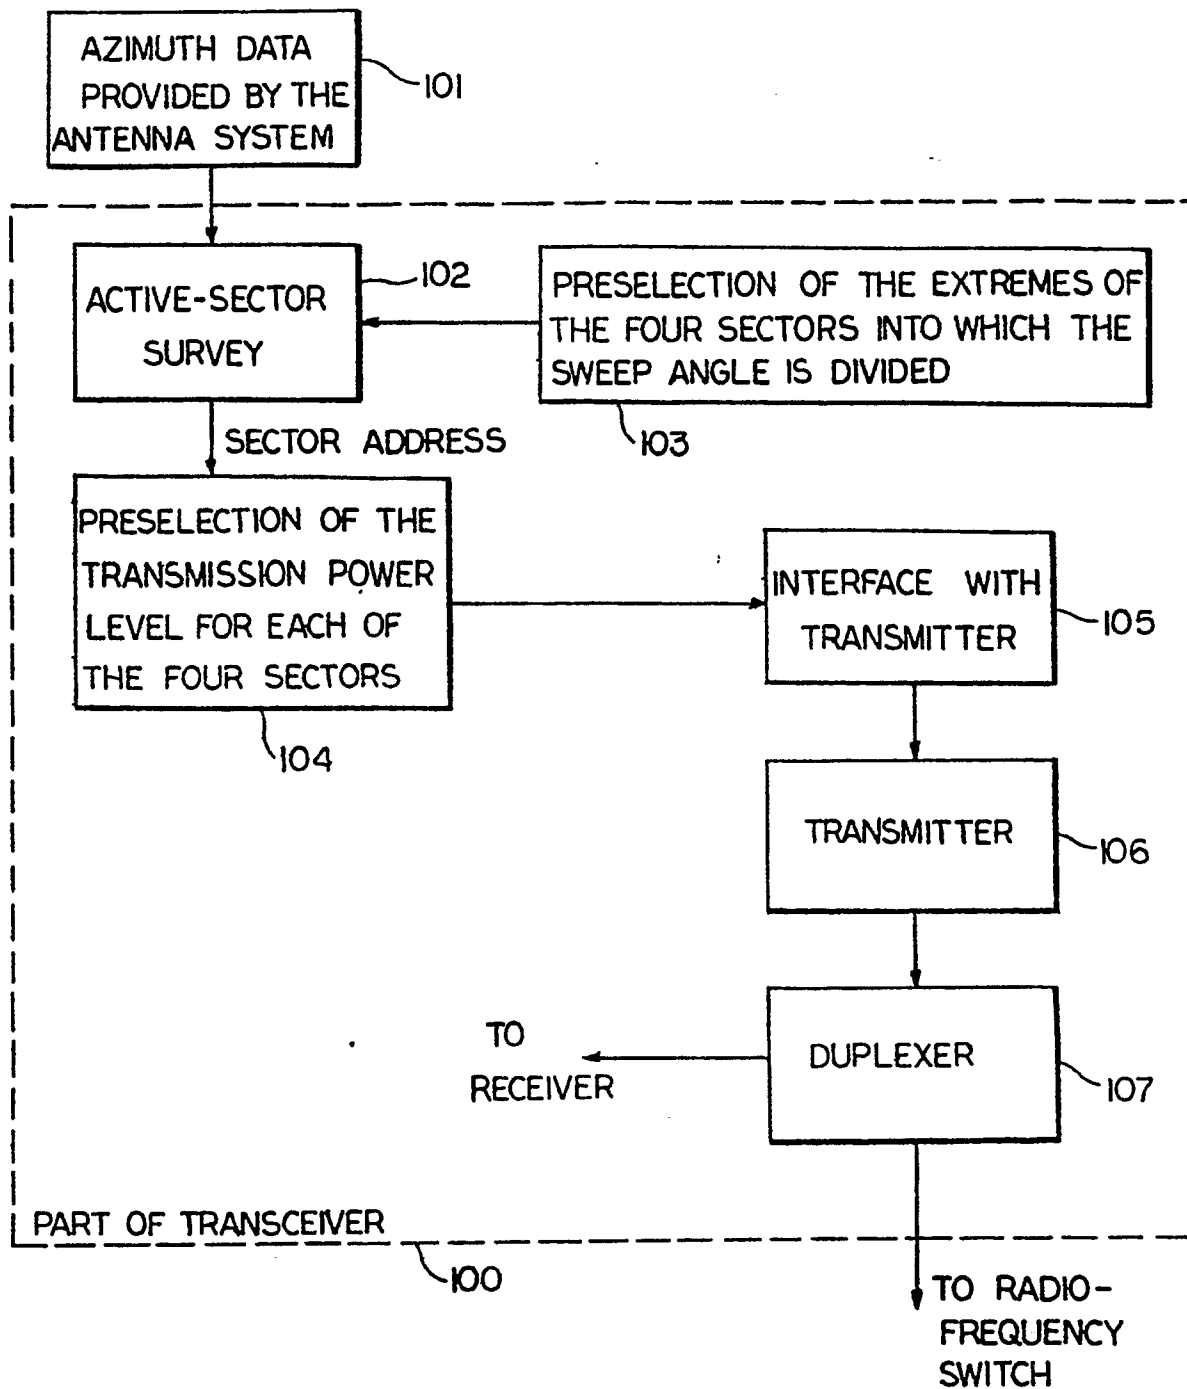 AZIMUTH DATA
PROVIDED BY THE
ANTENNA SYSTEM
101
ACTIVE-SECTOR
SURVEY
102
PRESELECTION OF THE EXTREMES OF
THE FOUR SECTORS INTO WHICH THE
SWEEP ANGLE IS DIVIDED
103
SECTOR ADDRESS
PRESELECTION OF THE
TRANSMISSION POWER
LEVEL FOR EACH OF
THE FOUR SECTORS
104
INTERFACE WITH
TRANSMITTER
105
TRANSMITTER
106
DUPLEXER
107
TO
RECEIVER
PART OF TRANSCEIVER
100
TO RADIO-
FREQUENCY
SWITCH